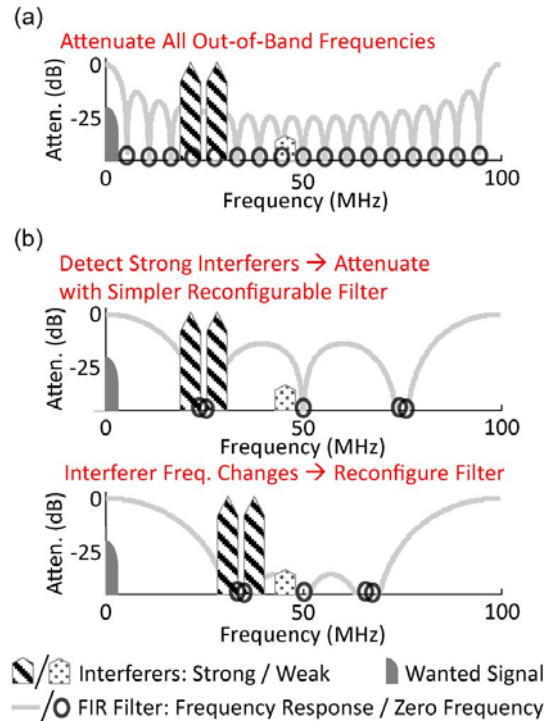 (a)
Attenuate All Out-of-Band Frequencies
Atten. (dB)
0
-25
0
50
100
Frequency (MHz)
(b)
Detect Strong Interferers → Attenuate
with Simpler Reconfigurable Filter
Atten. (dB)
0
-25
0
50
100
Frequency (MHz)
Interferer Freq. Changes → Reconfigure Filter
Atten. (dB)
0
-25
0
50
100
Frequency (MHz)
/ Interferers: Strong / Weak
Wanted Signal
/ FIR Filter: Frequency Response / Zero Frequency